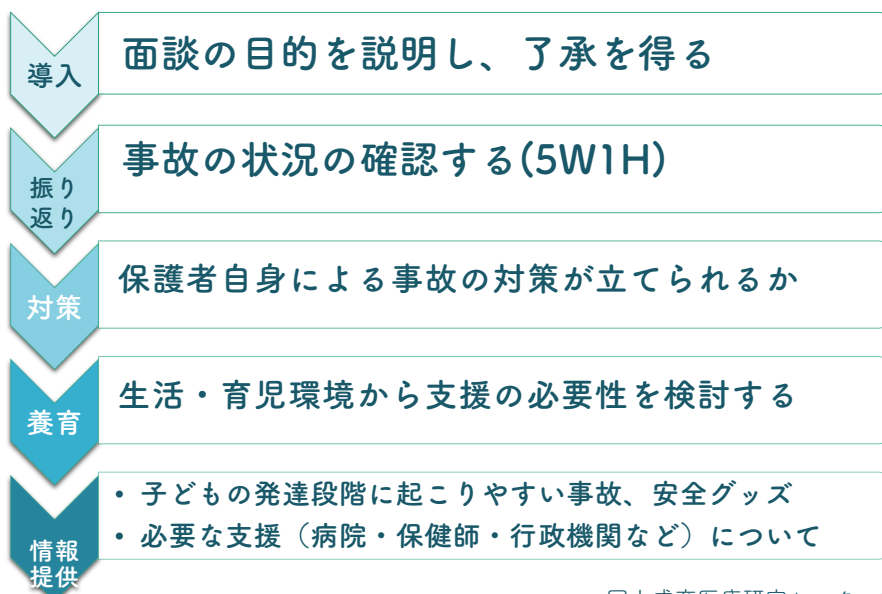 導入
面談の目的を説明し、了承を得る
振り
返り
事故の状況の確認する(5W1H)
対策
保護者自身による事故の対策が立てられるか
養育
生活・育児環境から支援の必要性を検討する
情報
提供
• 子どもの発達段階に起こりやすい事故、安全グッズ
• 必要な支援（病院・保健師・行政機関など）について